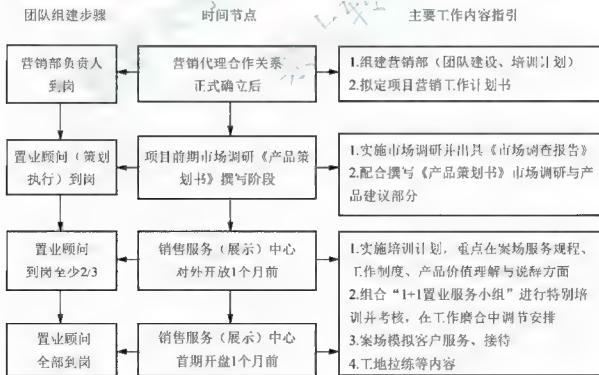 团队组建步骤
时间节点
主要工作内容指引
营销部负责人
到岗
营销代理合作关系
正式确立后
1.组建营销部（团队建设、培训计划）
2.拟定项目营销工作计划书
置业顾问（策划
执行）到岗
项目前期市场调研《产品策
划书》撰写阶段
1.实施市场调研并出具《市场调查报告》
2.配合撰写《产品策划书》市场调研与产
品建议部分
置业顾问
到岗至少2/3
销售服务（展示）中心
对外开放1个月前
1.实施培训计划，重点在案场服务规程、
工作制度、产品价值理解与说辞方面
2.组合“1+1置业服务小组”进行特别培
训并考核，在工作磨合中调节安排
3.案场模拟客户服务、接待
4.工地拉练等内容
置业顾问
全部到岗
销售服务（展示）中心
首期开盘1个月前